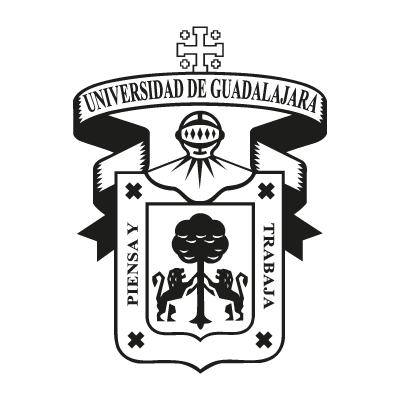 UNIVERSIDAD DE GUADALAJARA
PIENSA Y
TRABAJA